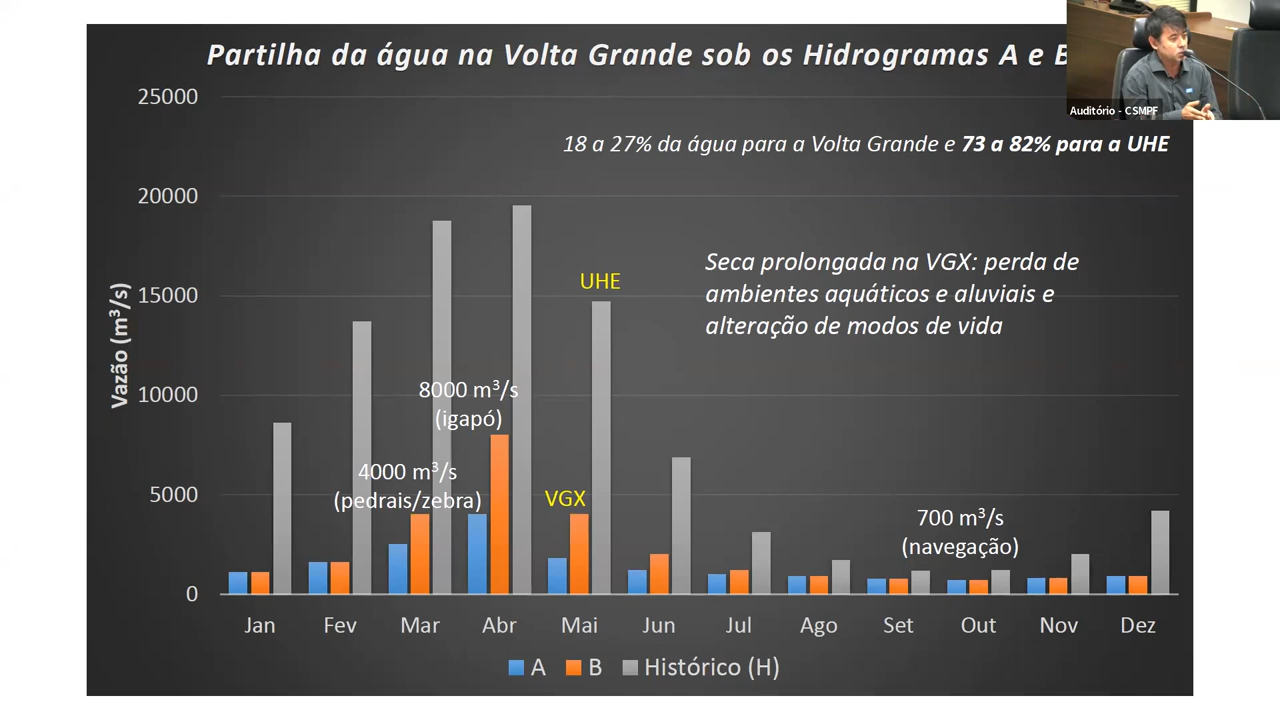 Partilha da água na Volta Grande sob os Hidrogramas A e B
Auditório - CSMPF
25000
18 a 27% da água para a Volta Grande e 73 a 82% para a UHE
20000
Seca prolongada na VGX: perda de
ambientes aquáticos e aluviais e
alteração de modos de vida
UHE
15000
Vazão (m³/s)
10000
8000 m³/s
(igapó)
4000 m³/s
(pedrais/zebra)
VGX
5000
700 m³/s
(navegação)
0
Jan Fev Mar Abr Mai Jun Jul Ago Set Out Nov Dez
A B Histórico (H)